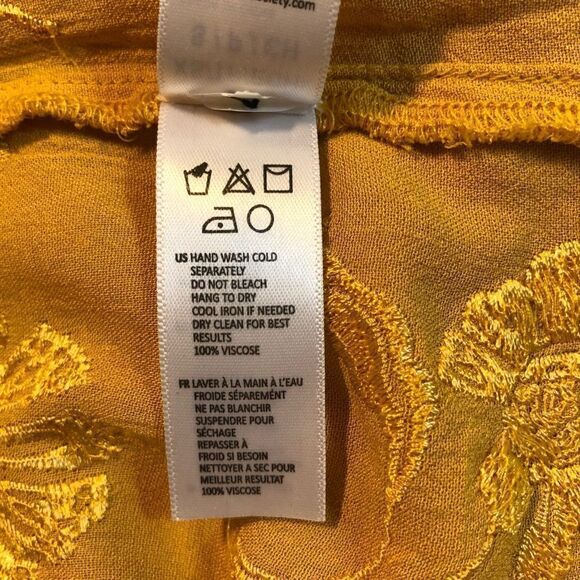 society.com
US HAND WASH COLD
SEPARATELY
DO NOT BLEACH
HANG TO DRY
COOL IRON IF NEEDED
DRY CLEAN FOR BEST
RESULTS
100% VISCOSE
FR LAVER À LA MAIN À L'EAU
FROIDE SÉPARÉMENT
NE PAS BLANCHIR
SUSPENDRE POUR
SÉCHAGE
REPASSER À
FROID SI BESOIN
NETTOYER A SEC POUR
MEILLEUR RESULTAT
100% VISCOSE